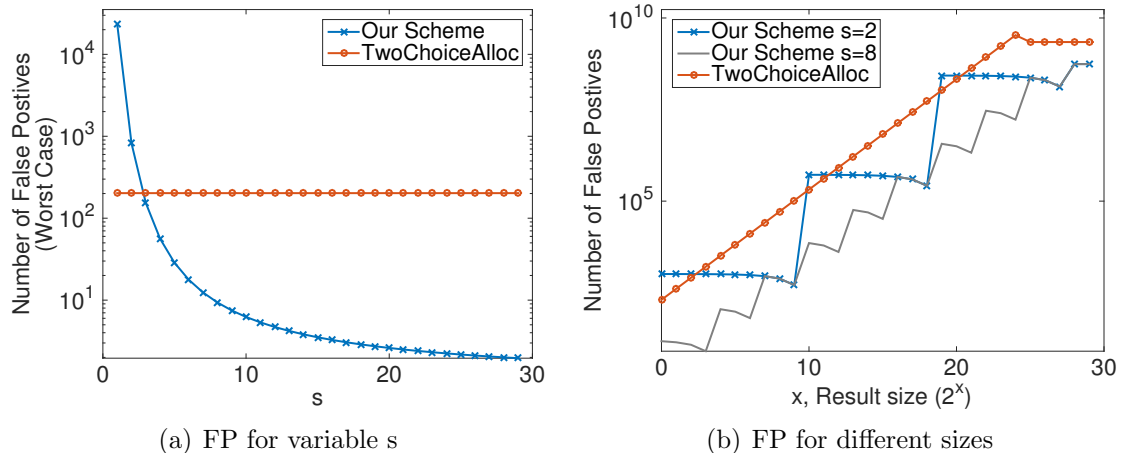 Number of False Postives
(Worst Case)
10^4
10^3
10^2
10^1
0
10
20
30
s
Our Scheme
TwoChoiceAlloc
(a) FP for variable s
Number of False Postives
10^10
10^5
0
10
20
30
x, Result size (2^x)
Our Scheme s=2
Our Scheme s=8
TwoChoiceAlloc
(b) FP for different sizes